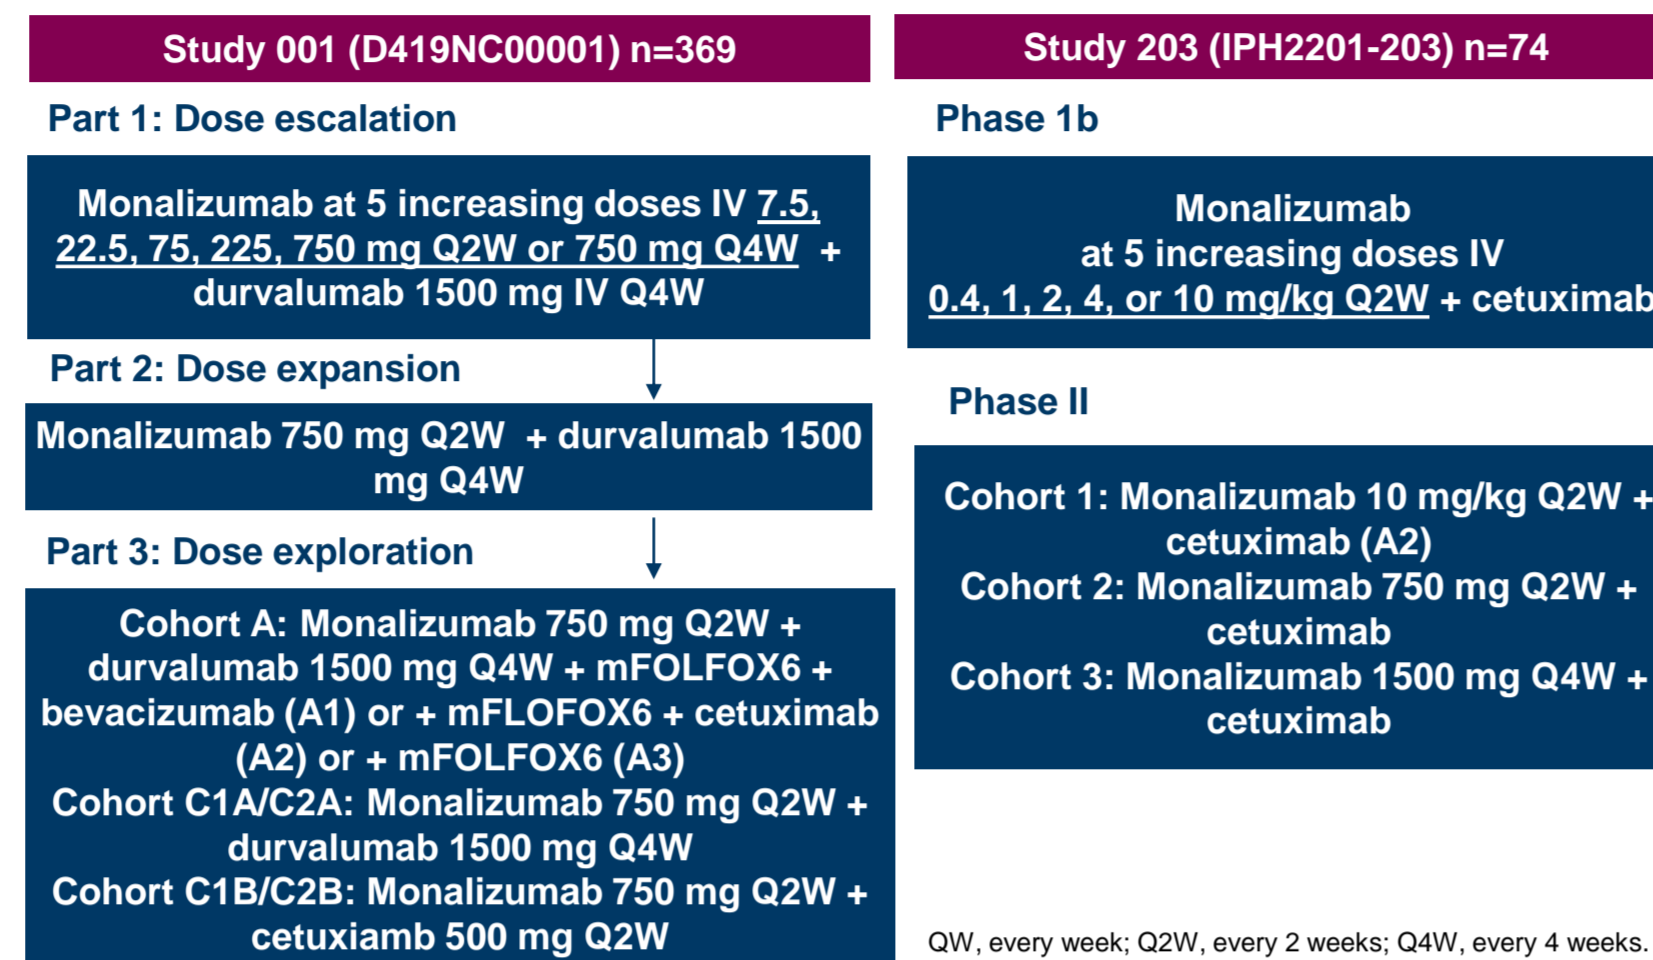 Study 001 (D419NC00001) n=369
Part 1: Dose escalation
Monalizumab at 5 increasing doses IV 7.5,
22.5, 75, 225, 750 mg Q2W or 750 mg Q4W +
durvalumab 1500 mg IV Q4W
Part 2: Dose expansion
Monalizumab 750 mg Q2W + durvalumab 1500
mg Q4W
Part 3: Dose exploration
Cohort A: Monalizumab 750 mg Q2W +
durvalumab 1500 mg Q4W + mFOLFOX6 +
bevacizumab (A1) or + mFLOFOX6 + cetuximab
(A2) or + mFOLFOX6 (A3)
Cohort C1A/C2A: Monalizumab 750 mg Q2W +
durvalumab 1500 mg Q4W
Cohort C1B/C2B: Monalizumab 750 mg Q2W +
cetuxiamb 500 mg Q2W
Study 203 (IPH2201-203) n=74
Phase 1b
Monalizumab
at 5 increasing doses IV
0.4, 1, 2, 4, or 10 mg/kg Q2W + cetuximab
Phase II
Cohort 1: Monalizumab 10 mg/kg Q2W +
cetuximab (A2)
Cohort 2: Monalizumab 750 mg Q2W +
cetuximab
Cohort 3: Monalizumab 1500 mg Q4W +
cetuximab
QW, every week; Q2W, every 2 weeks; Q4W, every 4 weeks.